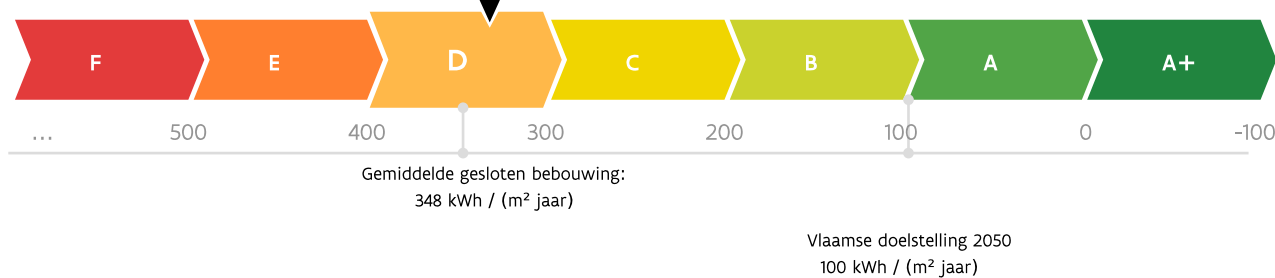 F E D C B A A+
... 500 400 300 200 100 0 -100
Gemiddelde gesloten bebouwing:
348 kWh / (m² jaar)
Vlaamse doelstelling 2050
100 kWh / (m² jaar)